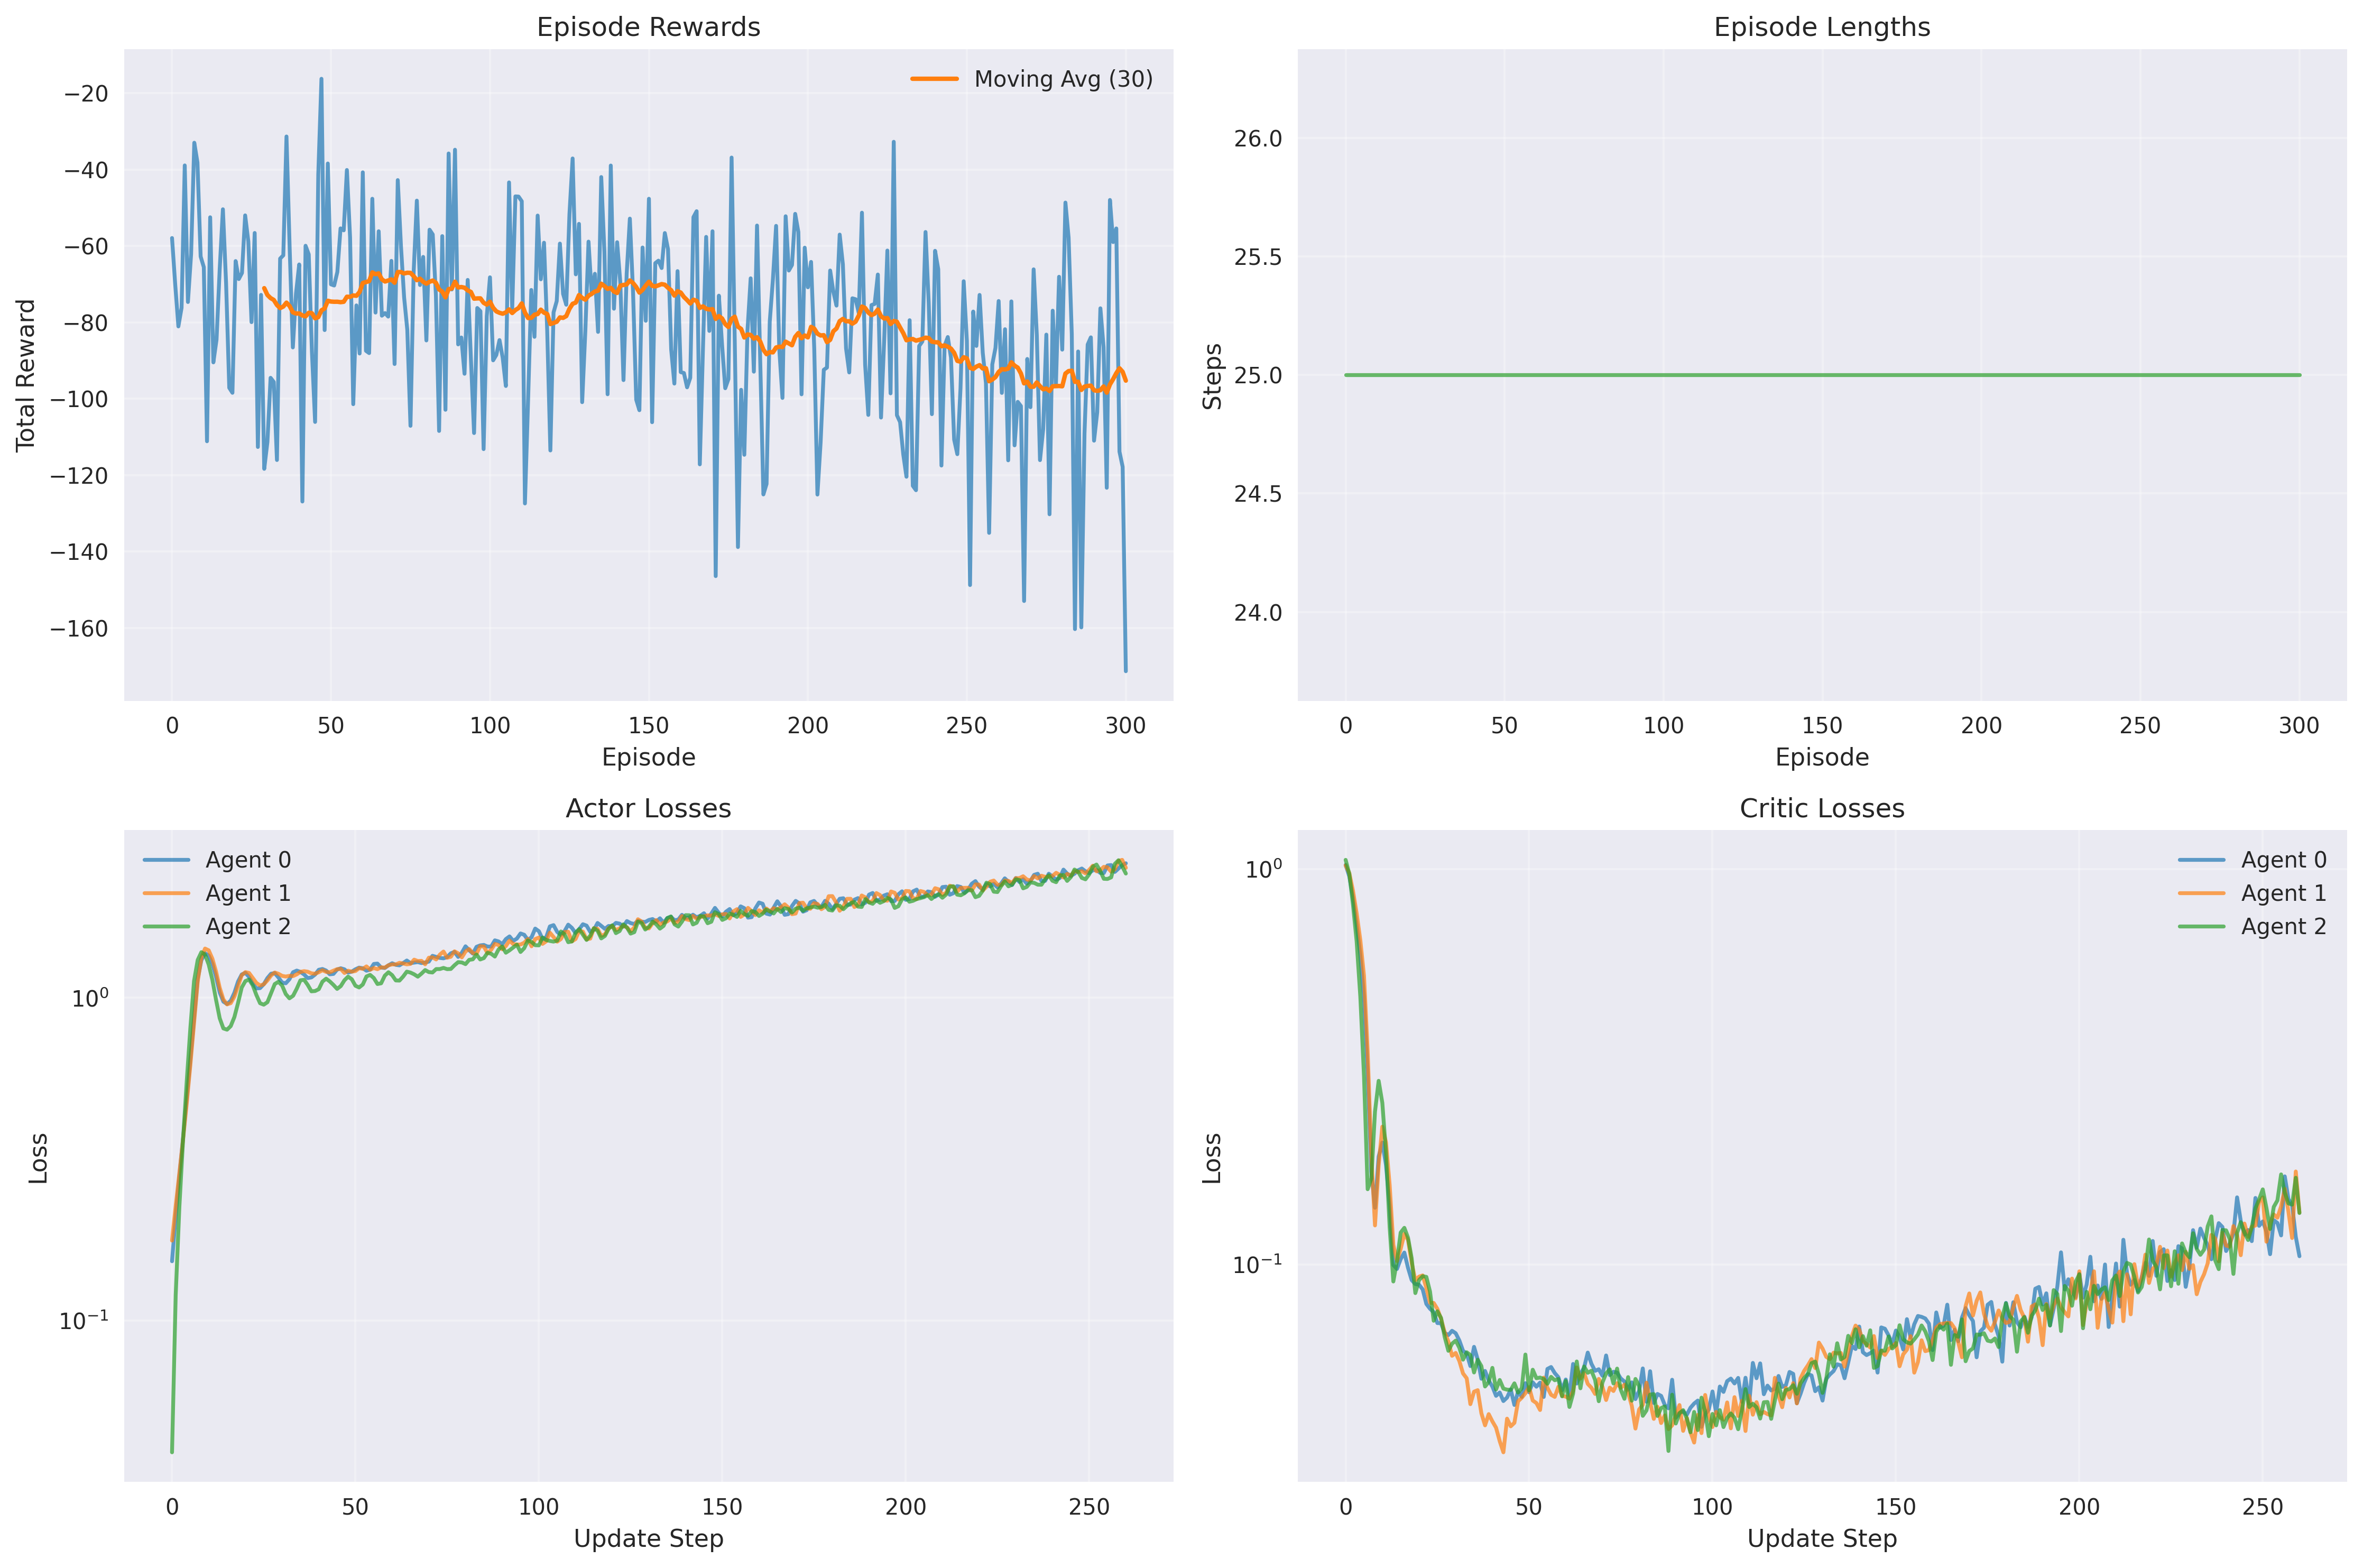 Episode Rewards
Moving Avg (30)
Total Reward
−20
−40
−60
−80
−100
−120
−140
−160
0 50 100 150 200 250 300
Episode
Episode Lengths
Steps
26.0
25.5
25.0
24.5
24.0
0 50 100 150 200 250 300
Episode
Actor Losses
Agent 0
Agent 1
Agent 2
Loss
10⁰
10⁻¹
0 50 100 150 200 250
Update Step
Critic Losses
Agent 0
Agent 1
Agent 2
Loss
10⁰
10⁻¹
0 50 100 150 200 250
Update Step